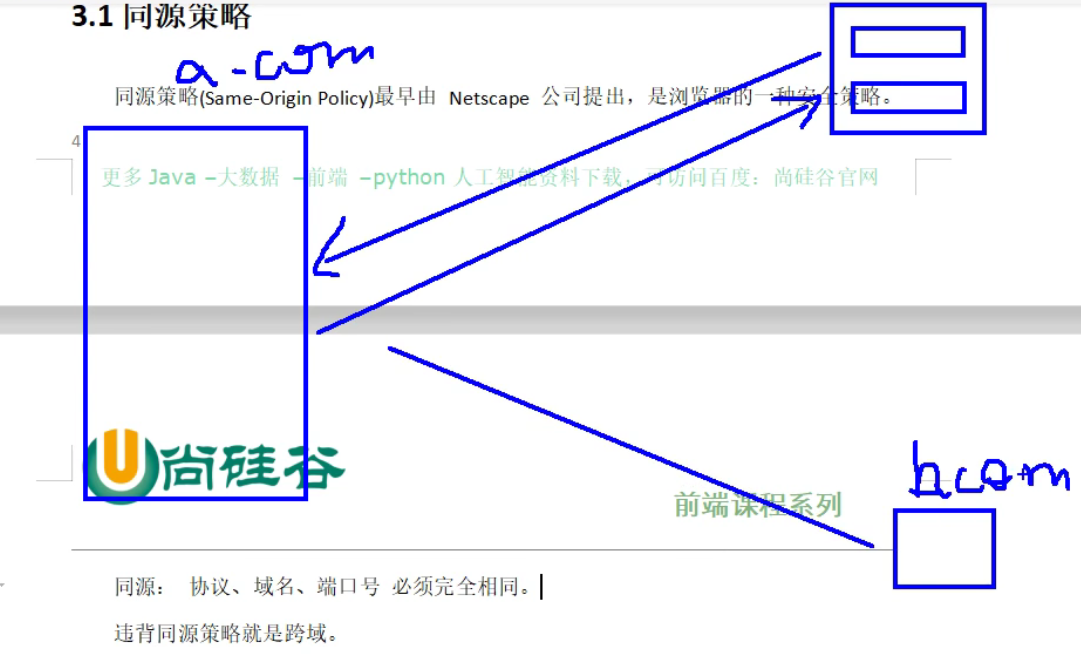 3.1 同源策略
a.com
同源策略(Same-Origin Policy)最早由 Netscape 公司提出，是浏览器的一种安全策略。
4
更多 Java –大数据 –前端 –python 人工智能资料下载，可访问百度：尚硅谷官网
尚硅谷
b.com
前端课程系列
同源： 协议、域名、端口号 必须完全相同。
违背同源策略就是跨域。